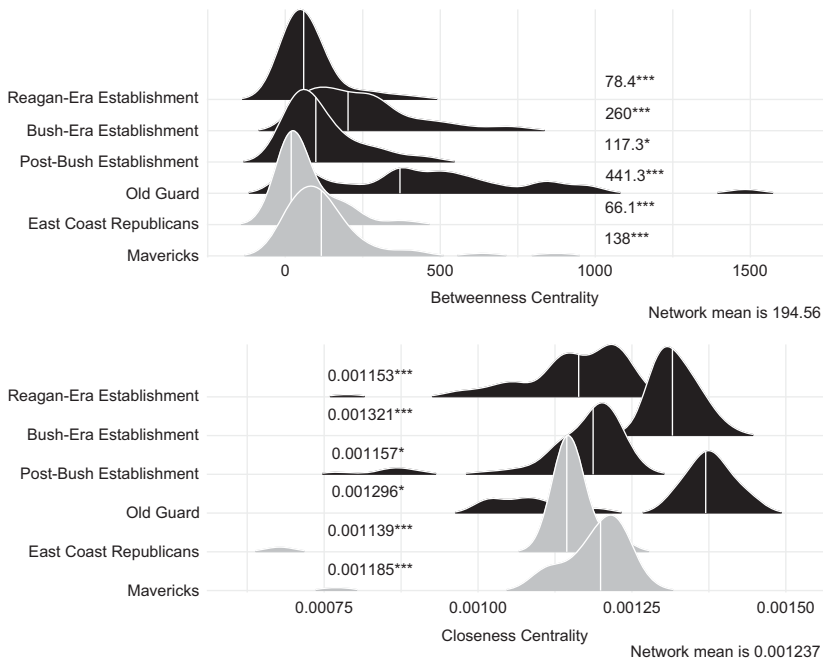 78.4***
Reagan-Era Establishment
260***
Bush-Era Establishment
117.3*
Post-Bush Establishment
441.3***
Old Guard
66.1***
East Coast Republicans
138***
Mavericks
0 500 1000 1500
Betweenness Centrality
Network mean is 194.56
0.001153***
Reagan-Era Establishment
0.001321***
Bush-Era Establishment
0.001157*
Post-Bush Establishment
0.001296*
Old Guard
0.001139***
East Coast Republicans
0.001185***
Mavericks
0.00075 0.00100 0.00125 0.00150
Closeness Centrality
Network mean is 0.001237